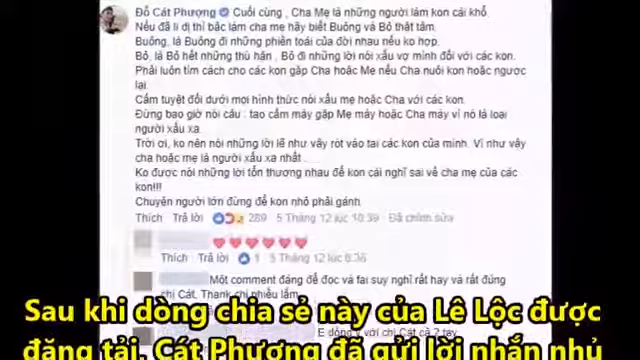 Đỗ Cát Phượng Cuối cùng , Cha Mẹ là những người làm kon cái khổ
Nếu đã li dị thì bậc làm cha mẹ hãy biết Buông và Bỏ thật tâm.
Buông, là Buông đi những phiền toái của đời nhau nếu ko hợp.
Bỏ, là Bỏ hết những thù hận , Bỏ đi những lời nói xấu vợ mình đối với các kon.
Phải luôn tìm cách cho các kon gặp Cha hoặc Mẹ nếu Cha nuôi kon hoặc ngược
lại.
Cấm tuyệt đối dưới mọi hình thức nói xấu mẹ hoặc Cha với các kon.
Đừng bao giờ nói câu : tao cấm mày gặp Mẹ mày hoặc Cha mày vì nó là loại
người xấu xa.
Trời ơi, ko nên nói những lời lẽ như vậy rót vào tai các kon của mình. Vì như vậy
cha hoặc mẹ là người xấu xa nhất .
Ko được nói những lời tổn thương nhau để kon cái nghĩ sai về cha mẹ của các
kon!!!
Chuyện người lớn đừng để kon nhỏ phải gánh.
Thích Trả lời 289 5 Tháng 12 lúc 10:39 Đã chỉnh sửa
Thích Trả lời 1 5 Tháng 12 lúc 6:36
Một comment đáng để đọc và fai suy nghĩ rất hay và rất đúng
chị Cát. Thank chị nhiều lắm.
E đồng ý với chị Cát cả 2 tay
Sau khi dòng chia sẻ này của Lê Lộc được
đăng tải, Cát Phượng đã gửi lời nhắn nhủ